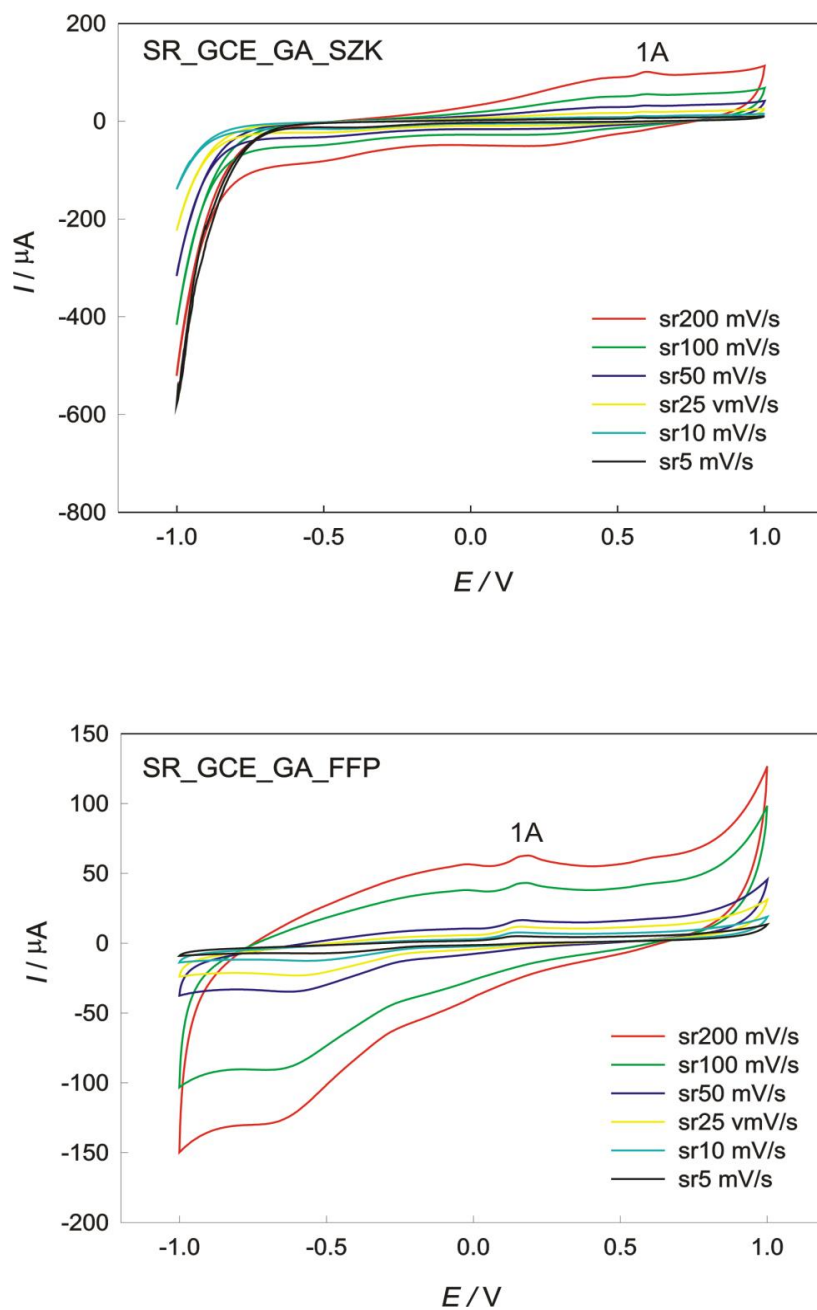 200
SR_GCE_GA_SZK
1A
0
-200
-400
-600
-800
I / μA
sr200 mV/s
sr100 mV/s
sr50 mV/s
sr25 vmV/s
sr10 mV/s
sr5 mV/s
-1.0 -0.5 0.0 0.5 1.0
E / V
150
SR_GCE_GA_FFP
100
1A
50
0
-50
-100
-150
-200
I / μA
sr200 mV/s
sr100 mV/s
sr50 mV/s
sr25 vmV/s
sr10 mV/s
sr5 mV/s
-1.0 -0.5 0.0 0.5 1.0
E / V